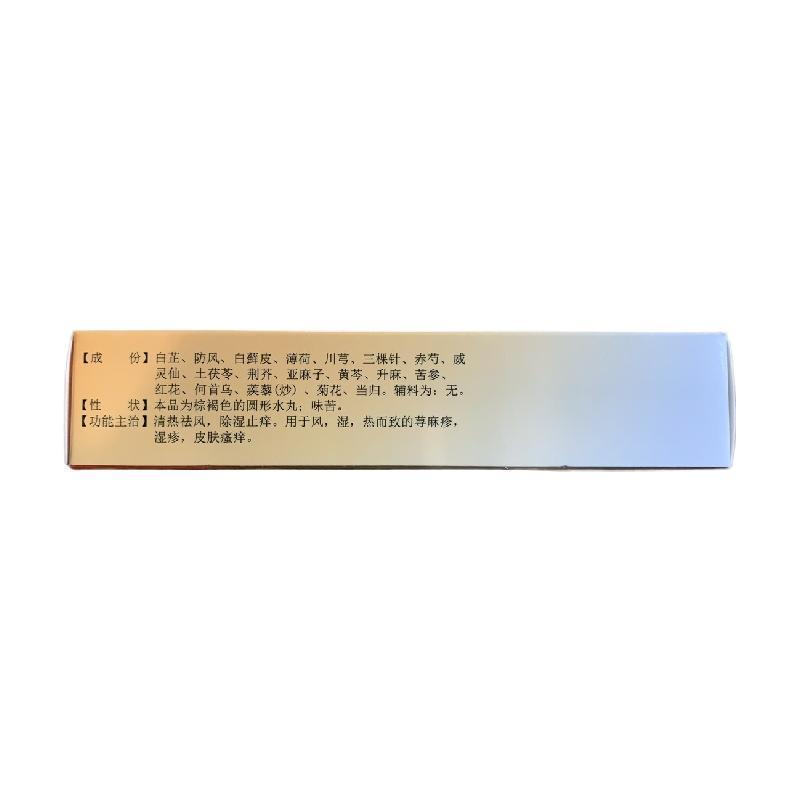 【成　份】白芷、防风、白鲜皮、薄荷、川芎、三棵针、赤芍、威
灵仙、土茯苓、荆芥、亚麻子、黄芩、升麻、苦参、
红花、何首乌、蒺藜(炒)、菊花、当归。辅料为：无。
【性　状】本品为棕褐色的圆形水丸；味苦。
【功能主治】清热祛风，除湿止痒。用于风，湿，热而致的荨麻疹，
湿疹，皮肤瘙痒。